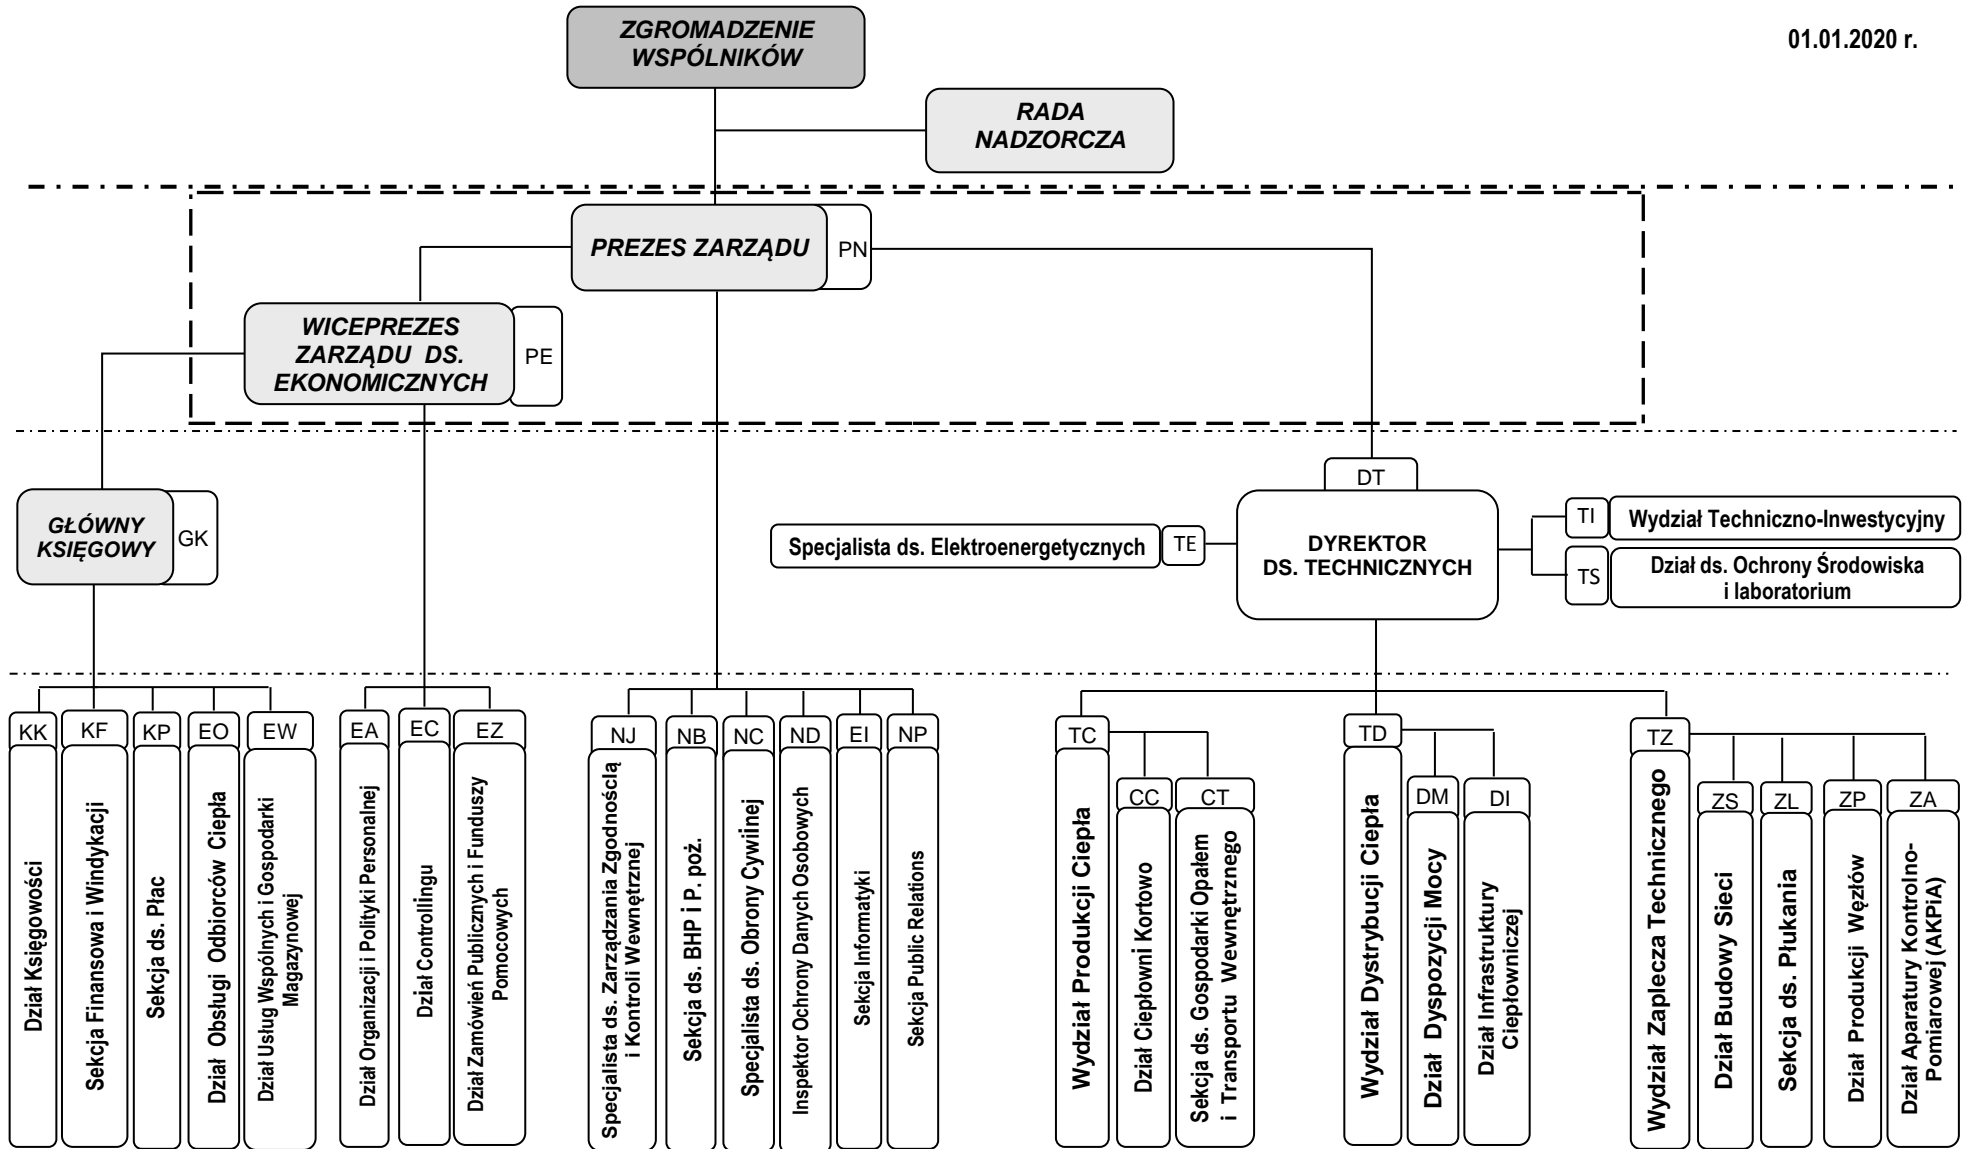 ZGROMADZENIE
WSPÓLNIKÓW
01.01.2020 r.
RADA
NADZORCZA
PREZES ZARZĄDU
PN
WICEPREZES
ZARZĄDU DS.
EKONOMICZNYCH
PE
GŁÓWNY
KSIĘGOWY
GK
DT
DYREKTOR
DS. TECHNICZNYCH
Specjalista ds. Elektroenergetycznych
TE
TI
Wydział Techniczno-Inwestycyjny
TS
Dział ds. Ochrony Środowiska
i laboratorium
KK
Dział Księgowości
KF
Sekcja Finansowa i Windykacji
KP
Sekcja ds. Płac
EO
Dział Obsługi Odbiorców Ciepła
EW
Dział Usług Wspólnych i Gospodarki
Magazynowej
EA
Dział Organizacji i Polityki Personalnej
EC
Dział Controllingu
EZ
Dział Zamówień Publicznych i Funduszy
Pomocowych
NJ
Specjalista ds. Zarządzania Zgodnością
i Kontroli Wewnętrznej
NB
Sekcja ds. BHP i P. poż.
NC
Specjalista ds. Obrony Cywilnej
ND
Inspektor Ochrony Danych Osobowych
EI
Sekcja Informatyki
NP
Sekcja Public Relations
TC
Wydział Produkcji Ciepła
CC
Dział Ciepłowni Kortowo
CT
Sekcja ds. Gospodarki Opałem
i Transportu Wewnętrznego
TD
Wydział Dystrybucji Ciepła
DM
Dział Dyspozycji Mocy
DI
Dział Infrastruktury
Ciepłowniczej
TZ
Wydział Zaplecza Technicznego
ZS
Dział Budowy Sieci
ZL
Sekcja ds. Płukania
ZP
Dział Produkcji Węzłów
ZA
Dział Aparatury Kontrolno-
Pomiarowej (AKPiA)